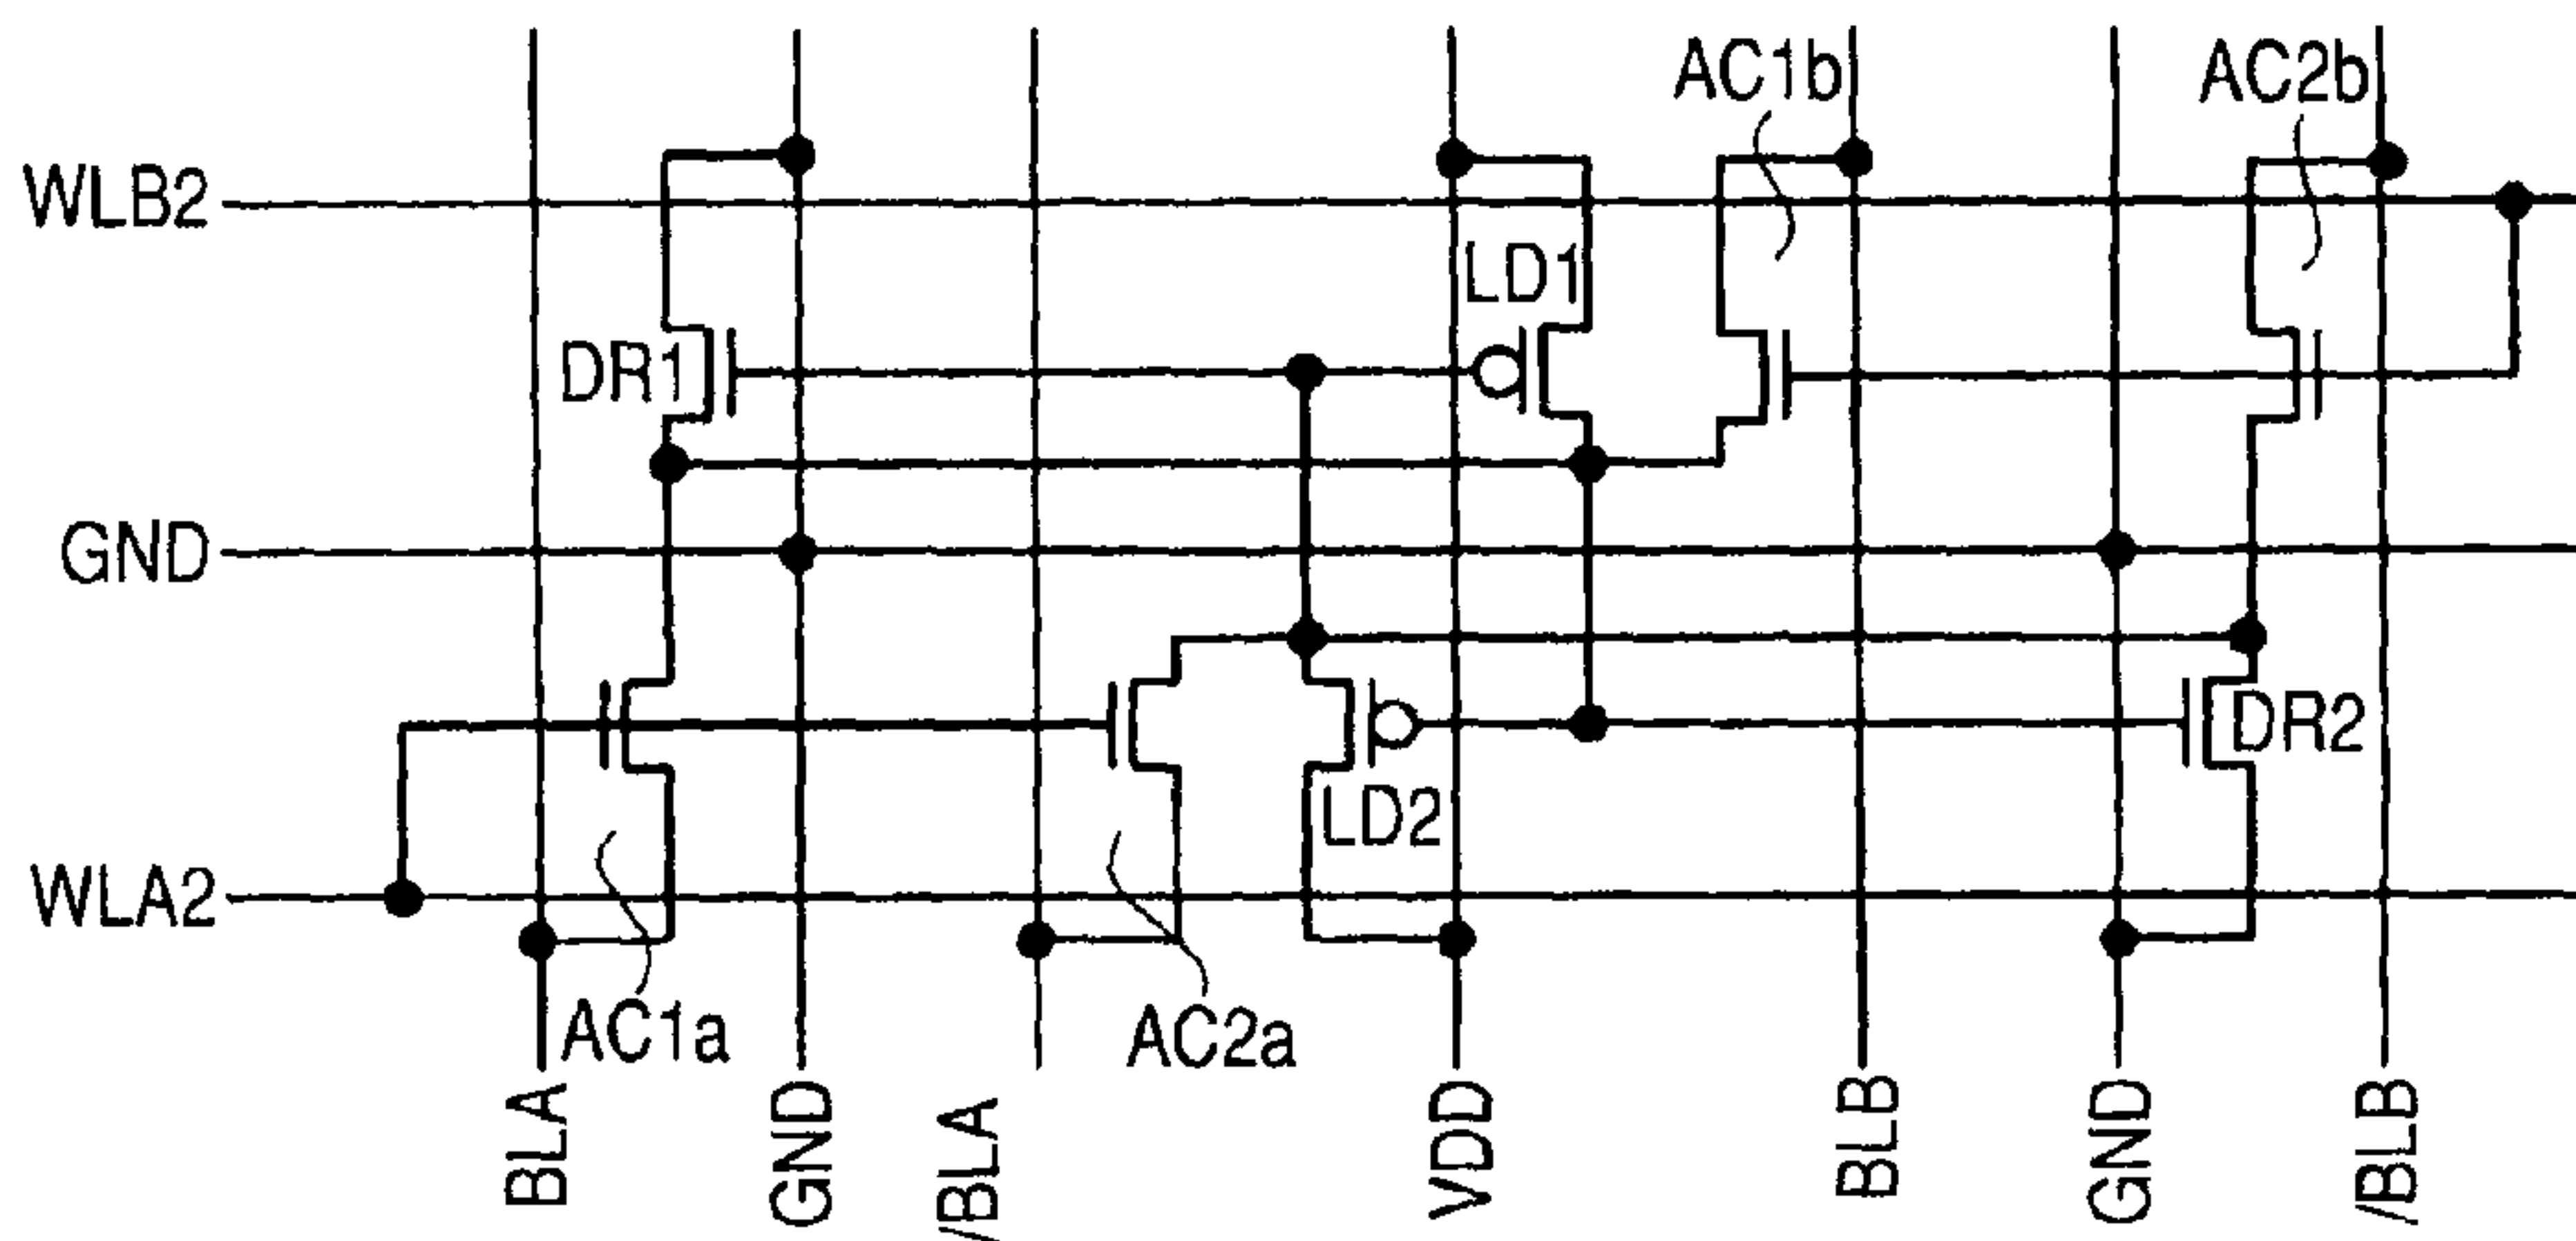 AC1b
AC2b
WLB2
LD1
DR1
GND
DR2
LD2
WLA2
AC1a
AC2a
BLA
GND
/BLA
VDD
BLB
GND
/BLB